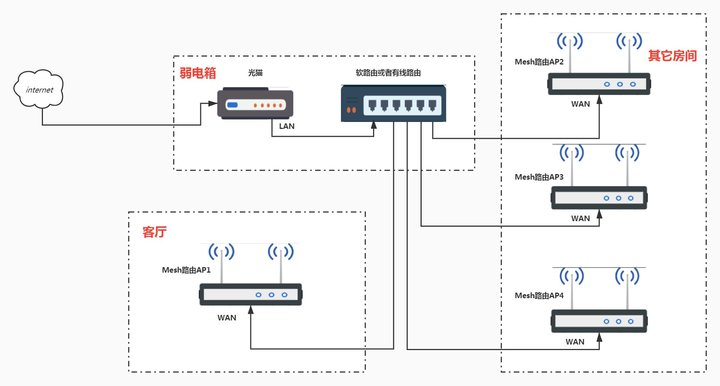 internet
弱电箱
光猫
LAN
软路由或者有线路由
其它房间
Mesh路由AP2
WAN
Mesh路由AP3
WAN
Mesh路由AP4
WAN
客厅
Mesh路由AP1
WAN